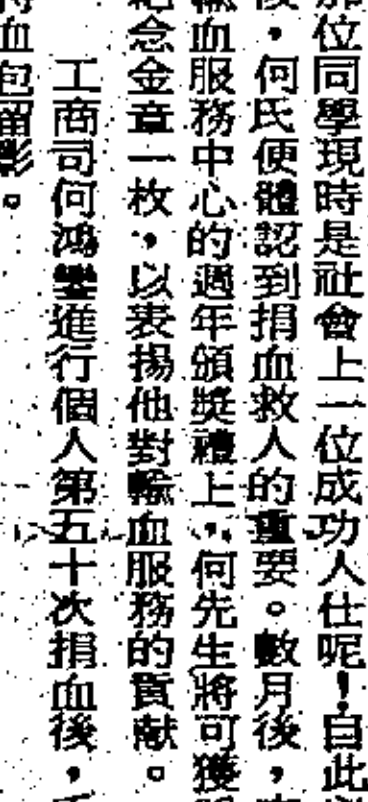 位同學現時是社會上一位成功人仕呢！自此
，何氏便體認到捐血救人的重要。數月後，
輸血服務中心的週年頒獎禮上，何先生將可獲
紀念金章一枚，以表揚他對輸血服務的貢献。
工商司何鴻鑾進行個人第五十次捐血後，
血包留影。